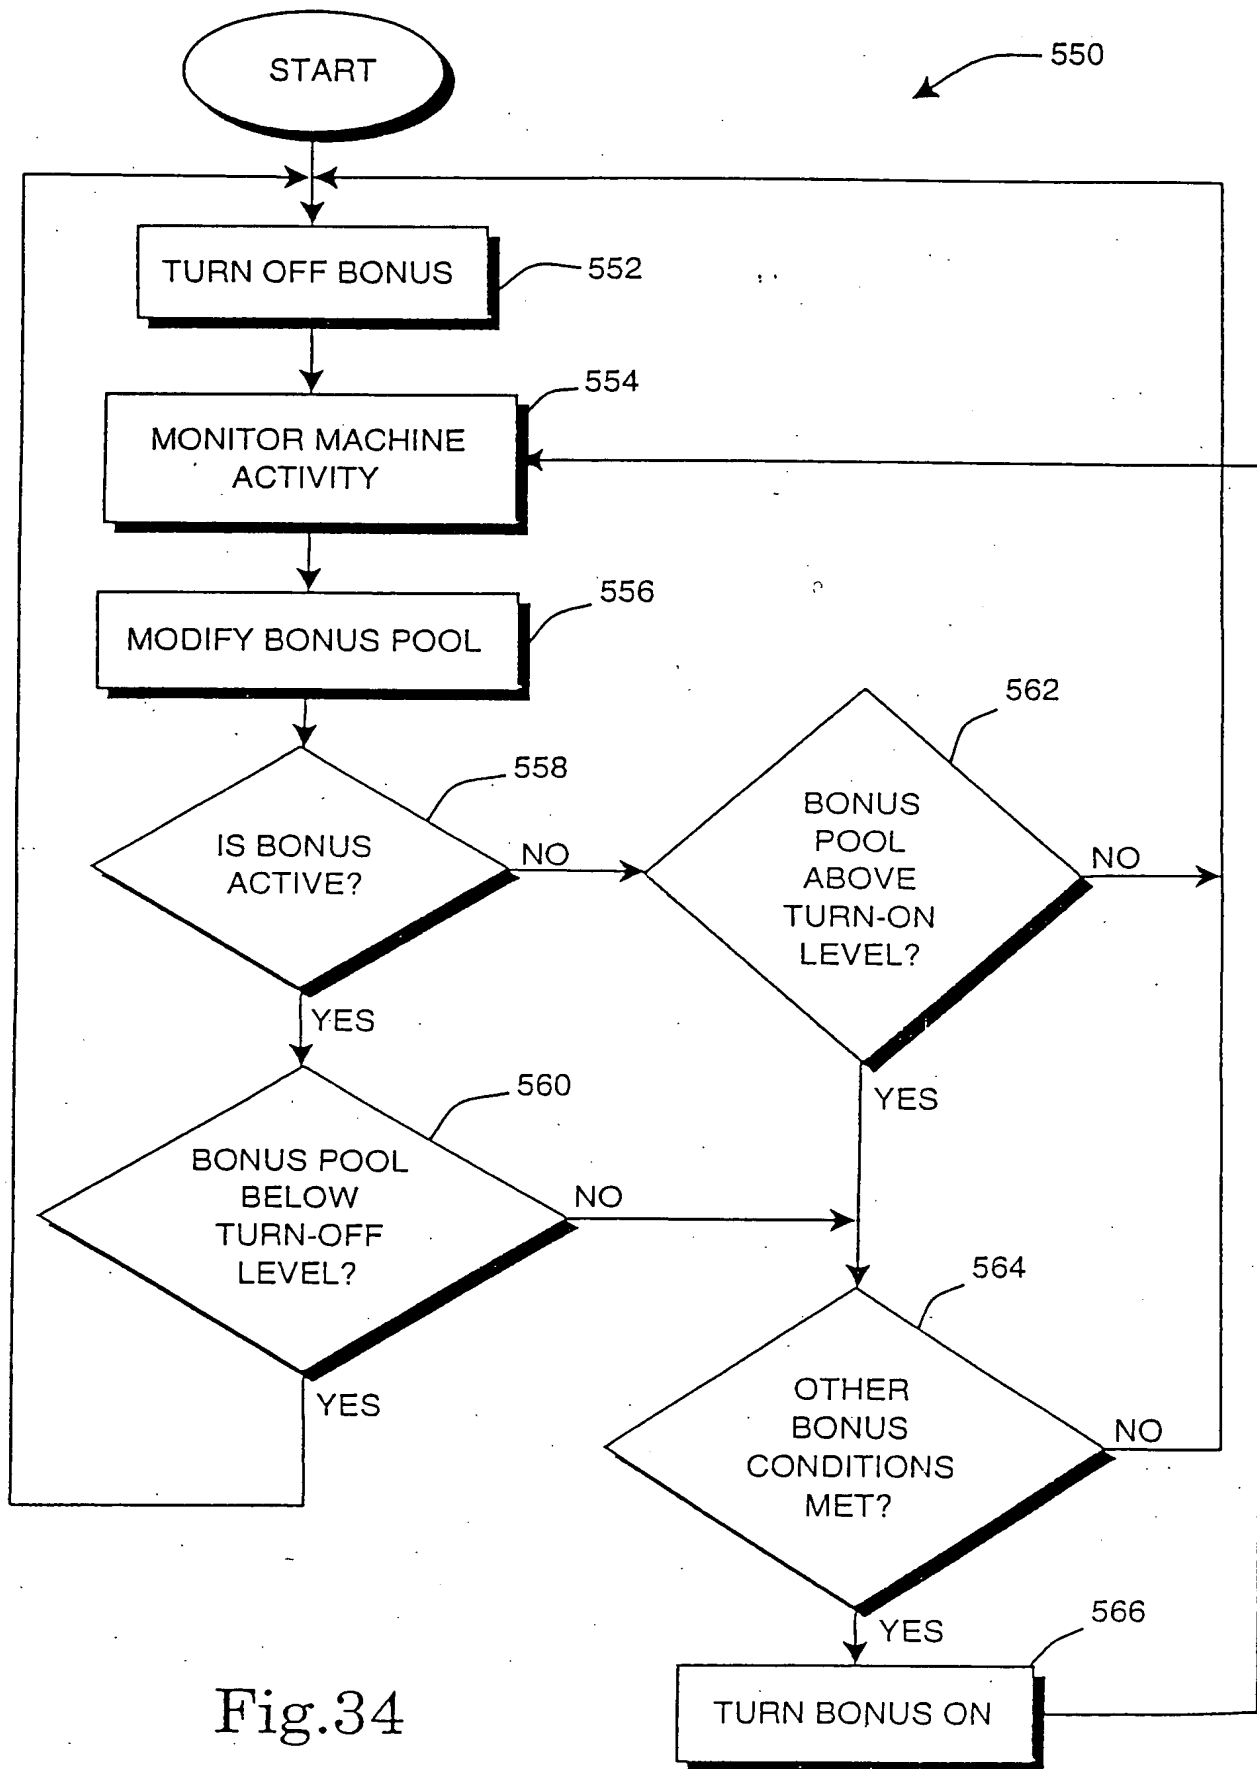 START
550
TURN OFF BONUS
552
554
MONITOR MACHINE
ACTIVITY
556
MODIFY BONUS POOL
558
IS BONUS
ACTIVE?
NO
562
BONUS
POOL
ABOVE
TURN-ON
LEVEL?
NO
YES
YES
560
BONUS POOL
BELOW
TURN-OFF
LEVEL?
NO
YES
564
OTHER
BONUS
CONDITIONS
MET?
NO
YES
566
TURN BONUS ON
Fig.34